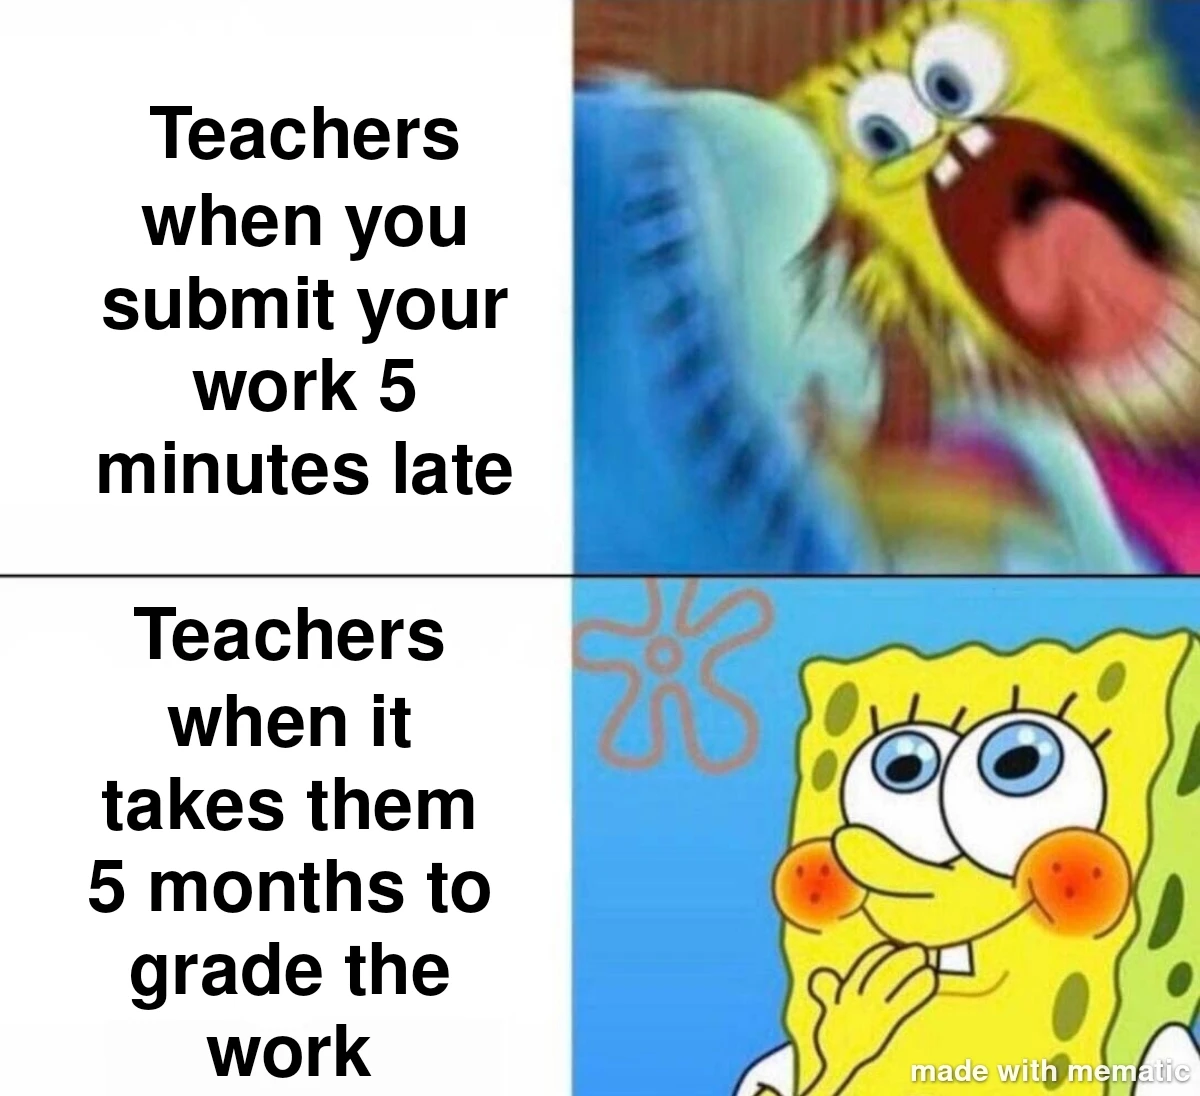 Teachers
when you
submit your
work 5
minutes late
Teachers
when it
takes them
5 months to
grade the
work
made with mematic